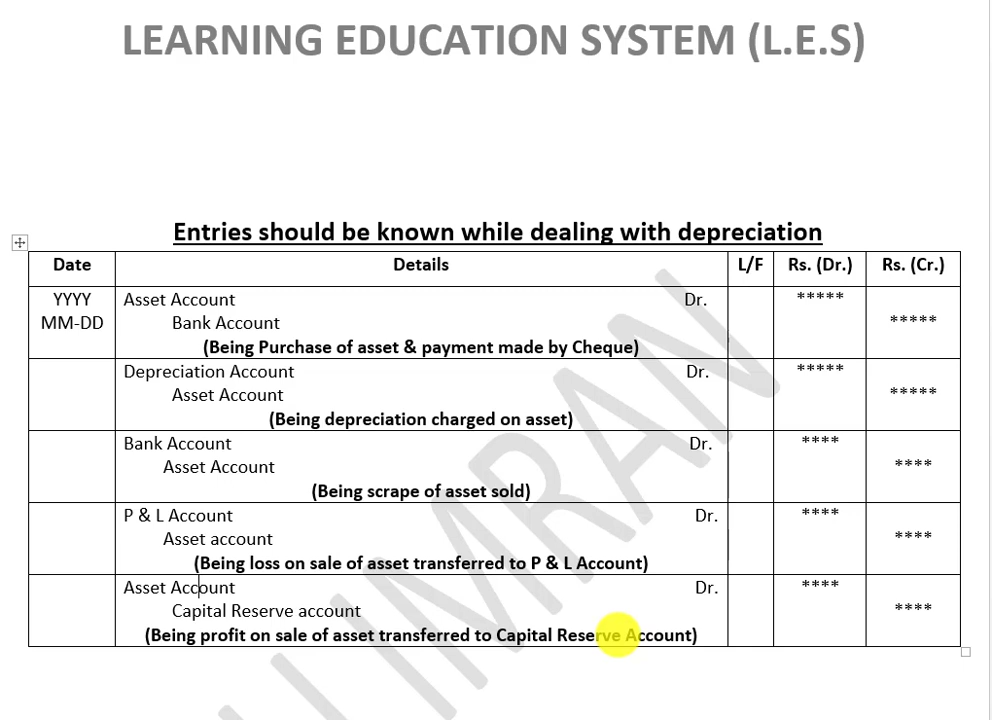 LEARNING EDUCATION SYSTEM (L.E.S)
Entries should be known while dealing with depreciation
Date Details L/F Rs. (Dr.) Rs. (Cr.)
YYYY Asset Account Dr. *****
MM-DD Bank Account *****
(Being Purchase of asset & payment made by Cheque)
Depreciation Account Dr. *****
Asset Account *****
(Being depreciation charged on asset)
Bank Account Dr. ****
Asset Account ****
(Being scrape of asset sold)
P & L Account Dr. ****
Asset account ****
(Being loss on sale of asset transferred to P & L Account)
Asset Account Dr. ****
Capital Reserve account ****
(Being profit on sale of asset transferred to Capital Reserve Account)
IMRAN